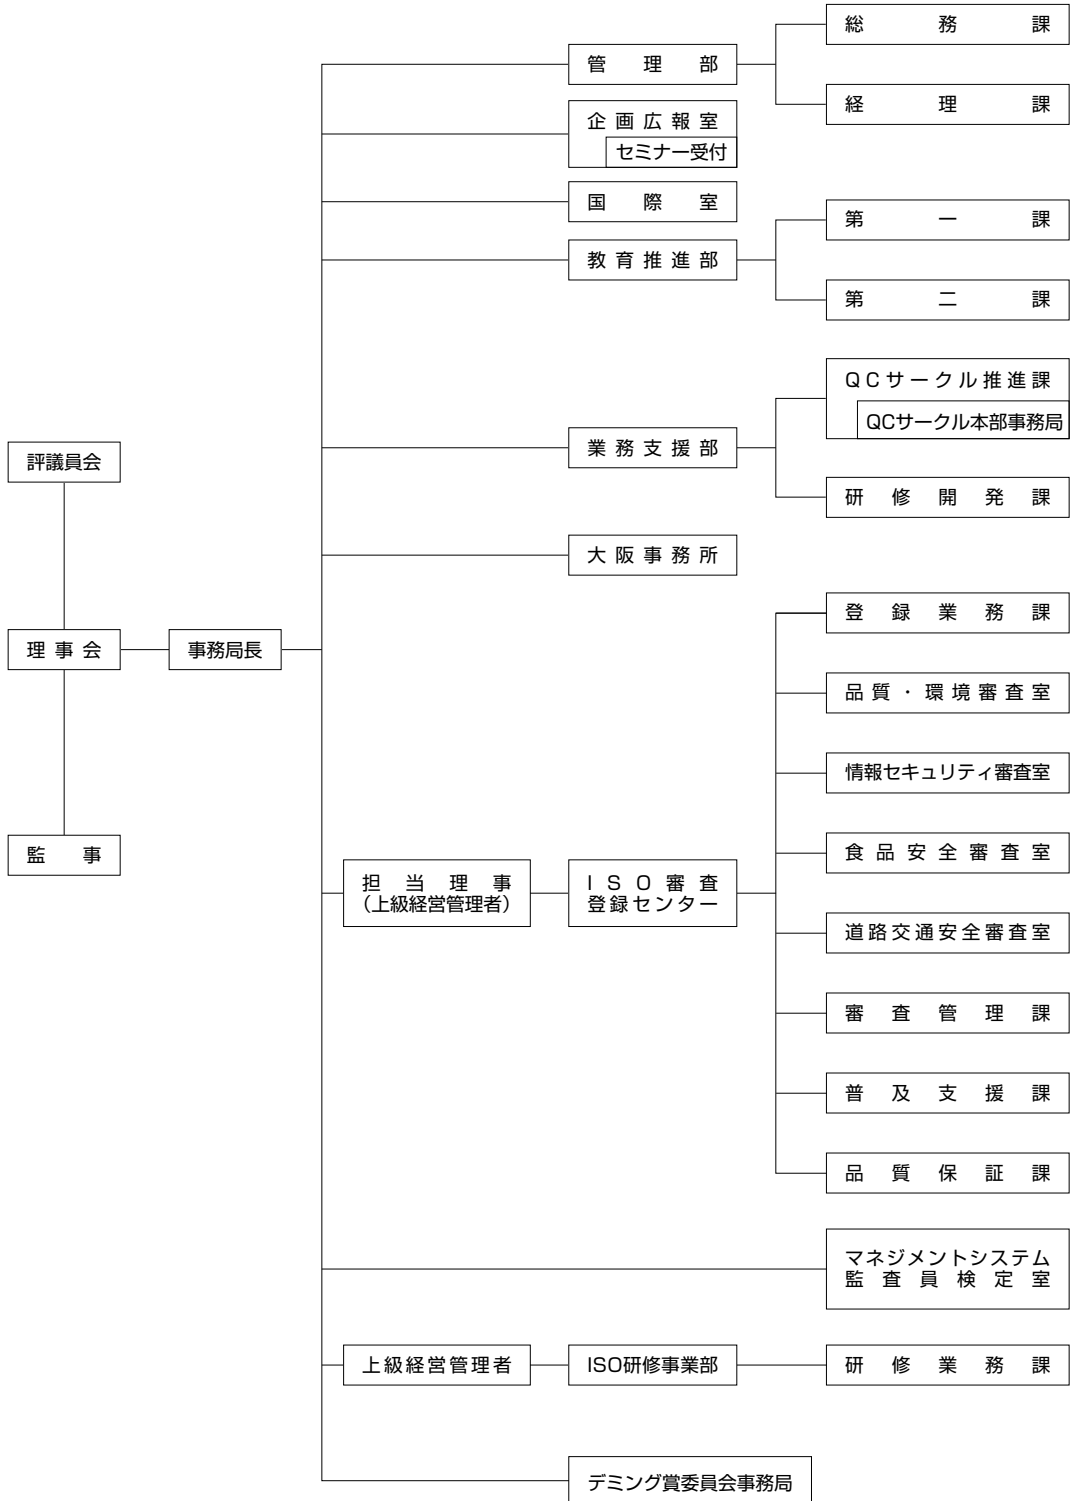 総務課
管理部
経理課
企画広報室
セミナー受付
国際室
教育推進部
第一課
第二課
QCサークル推進課
QCサークル本部事務局
業務支援部
研修開発課
大阪事務所
評議員会
理事会
事務局長
監事
担当理事
（上級経営管理者）
ISO審査
登録センター
登録業務課
品質・環境審査室
情報セキュリティ審査室
食品安全審査室
道路交通安全審査室
審査管理課
普及支援課
品質保証課
マネジメントシステム
監査員検定室
上級経営管理者
ISO研修事業部
研修業務課
デミング賞委員会事務局